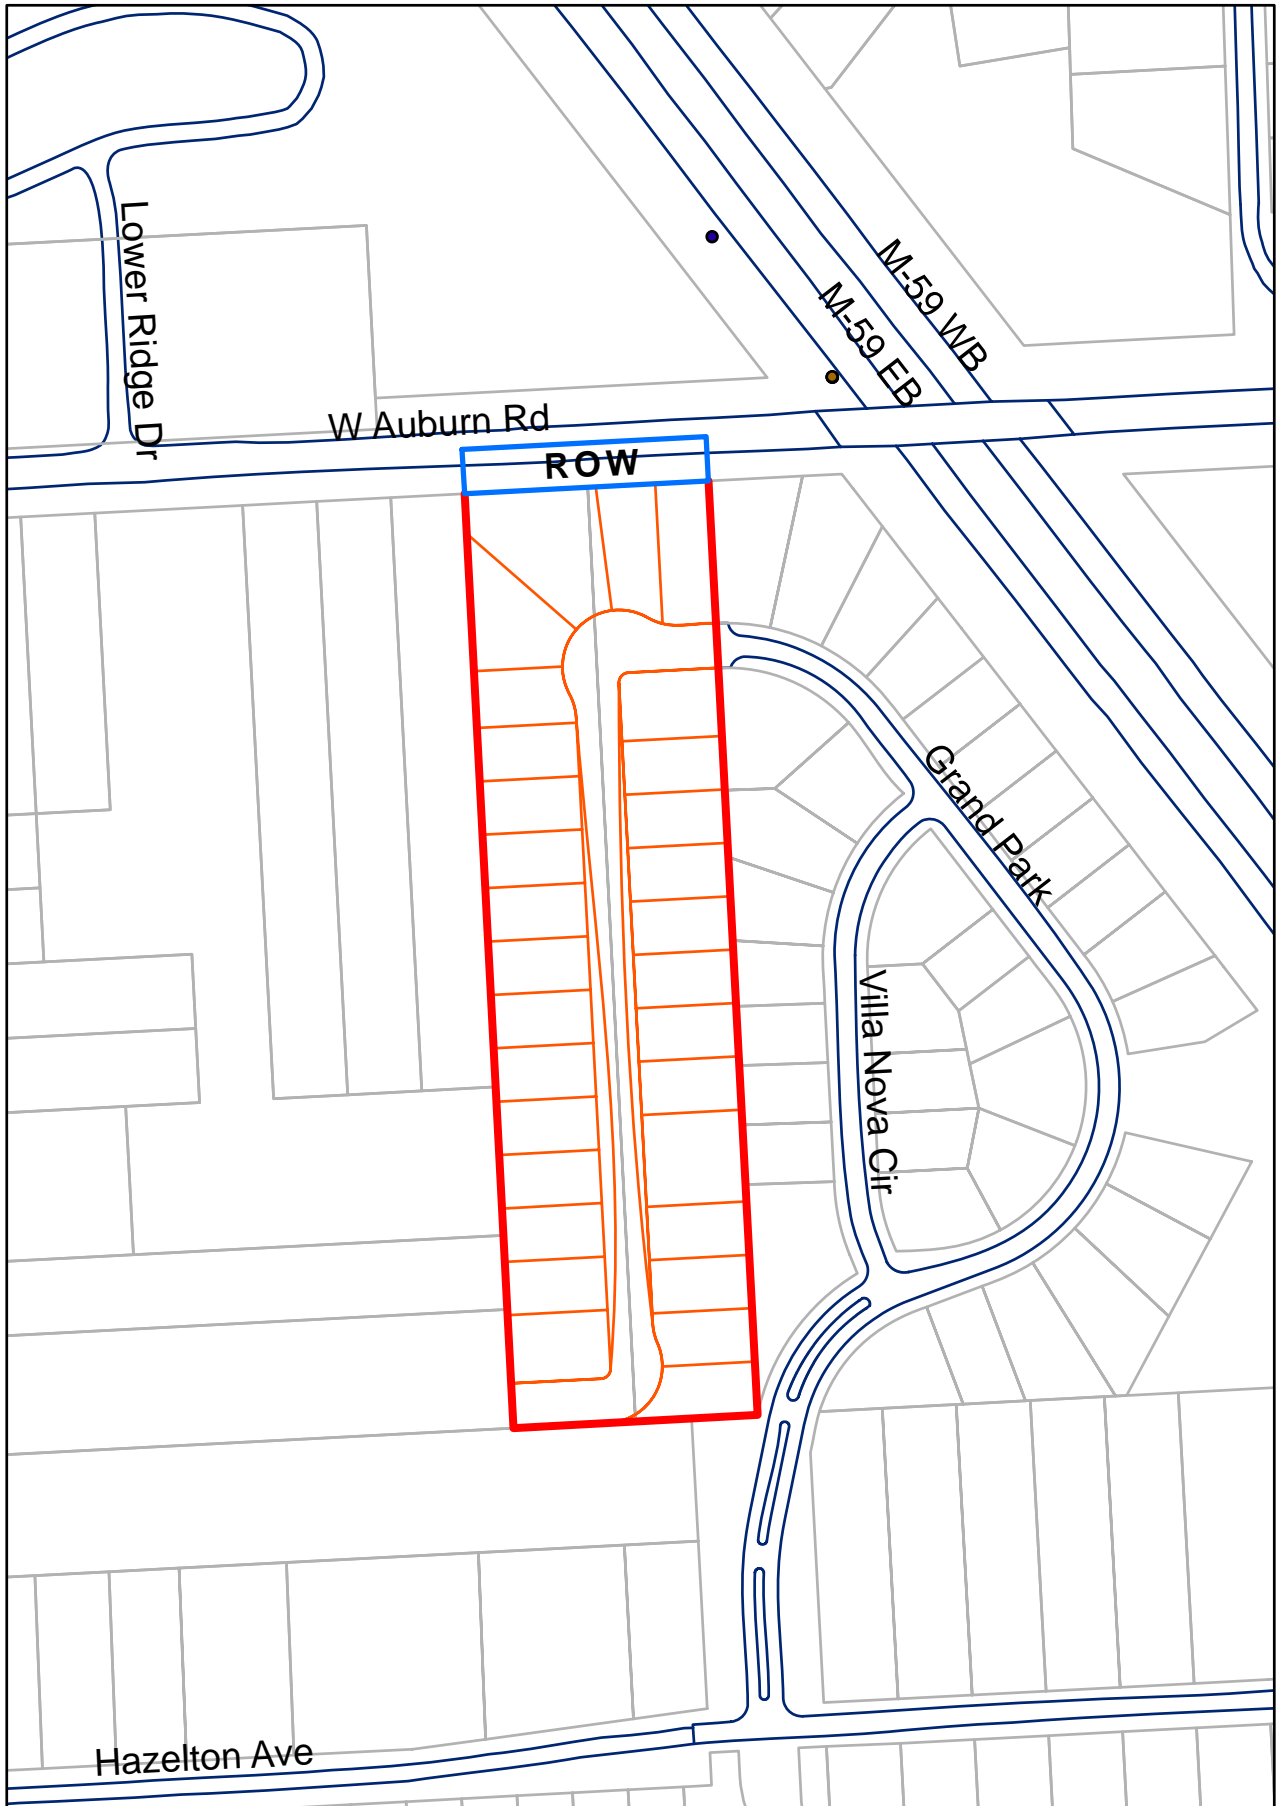 Lower Ridge Dr
M-59 WB
M-59 EB
W Auburn Rd
ROW
Grand Park
Villa Nova Cir
Hazelton Ave